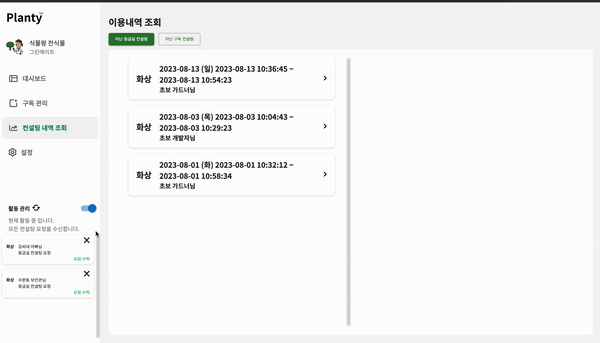 Planty
식물왕 천식물
그린메이트
대시보드
구독 관리
컨설팅 내역 조회
설정
활동 관리
현재 활동 중 입니다.
모든 컨설팅 요청을 수신합니다.
화상
김씨네 아빠님
응급실 컨설팅 요청
요청 수락
화상
응급실 컨설팅 요청
요청 수락
이용내역 조회
지난 응급실 컨설팅
지난 구독 컨설팅
화상
2023-08-13 (일) 2023-08-13 10:36:45 ~
2023-08-13 10:54:23
초보 가드너님
화상
2023-08-03 (목) 2023-08-03 10:04:43 ~
2023-08-03 10:29:23
초보 개발자님
화상
2023-08-01 (화) 2023-08-01 10:32:12 ~
2023-08-01 10:58:34
초보 가드너님